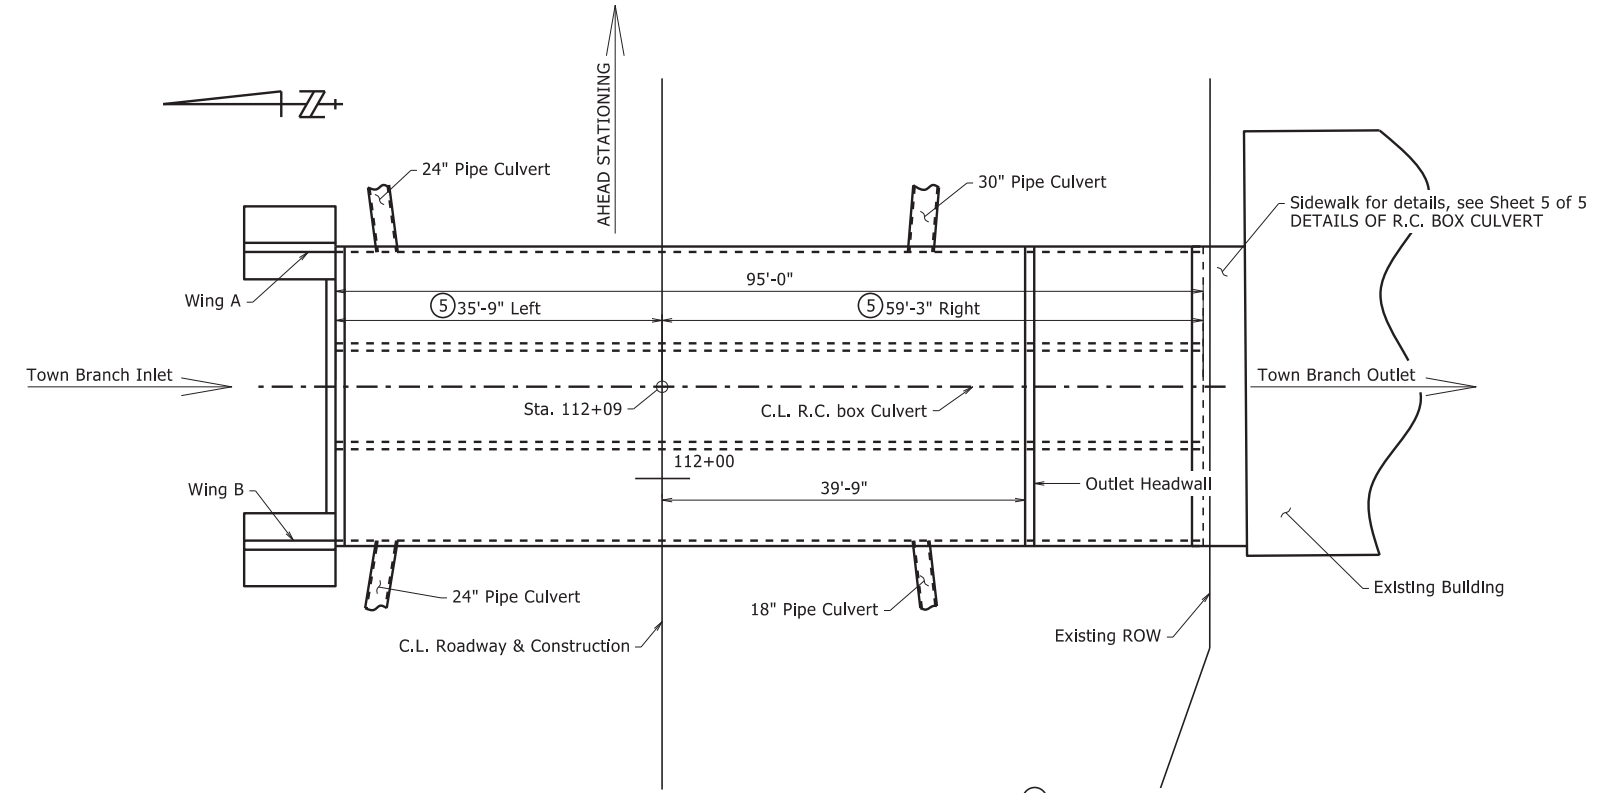 AHEAD STATIONING
N
24" Pipe Culvert
30" Pipe Culvert
Sidewalk for details, see Sheet 5 of 5
DETAILS OF R.C. BOX CULVERT
95'-0"
Wing A
5 35'-9" Left
5 59'-3" Right
Town Branch Inlet
Town Branch Outlet
Sta. 112+09
C.L. R.C. box Culvert
112+00
Wing B
39'-9"
Outlet Headwall
24" Pipe Culvert
18" Pipe Culvert
Existing Building
C.L. Roadway & Construction
Existing ROW